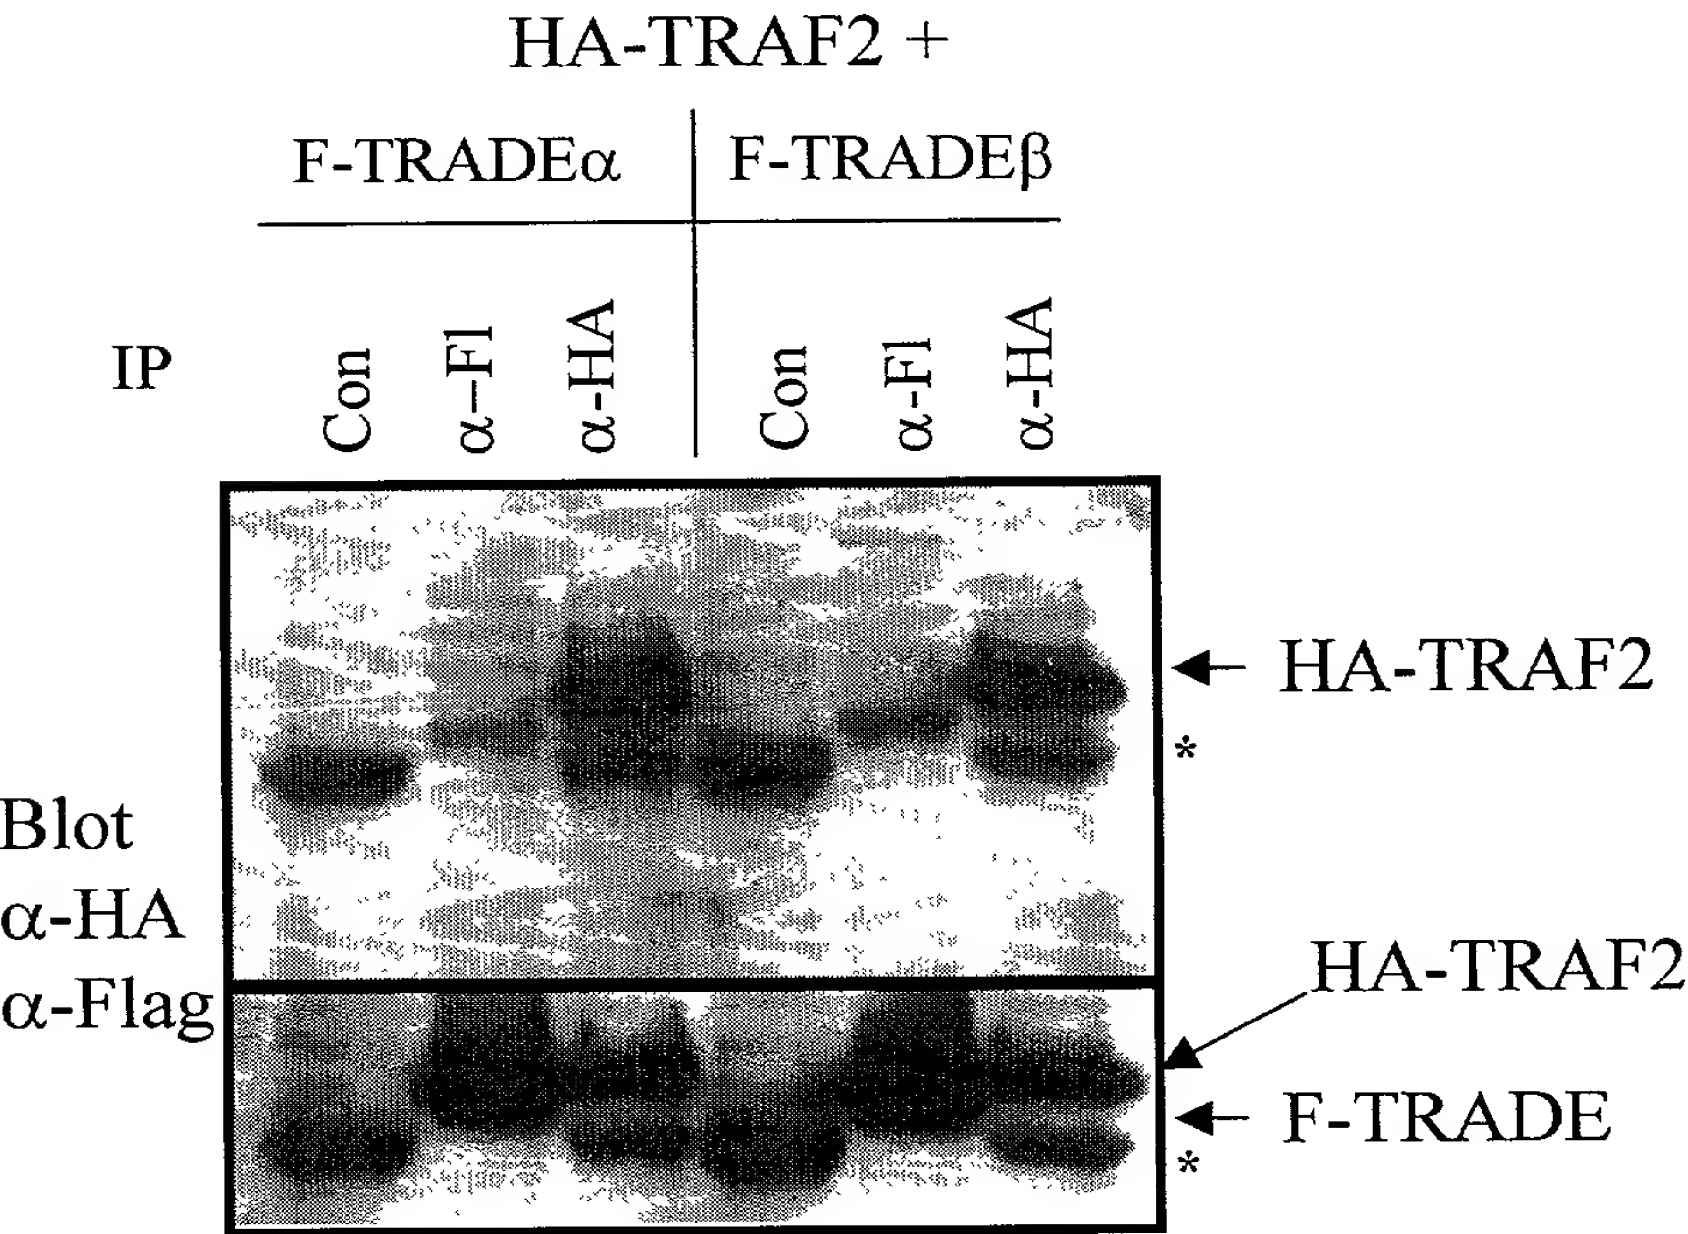 HA-TRAF2 +
F-TRADEα
F-TRADEβ
IP
Con
α–Fl
α-HA
Con
α-Fl
α-HA
HA-TRAF2
*
Blot
α-HA
α-Flag
HA-TRAF2
F-TRADE
*